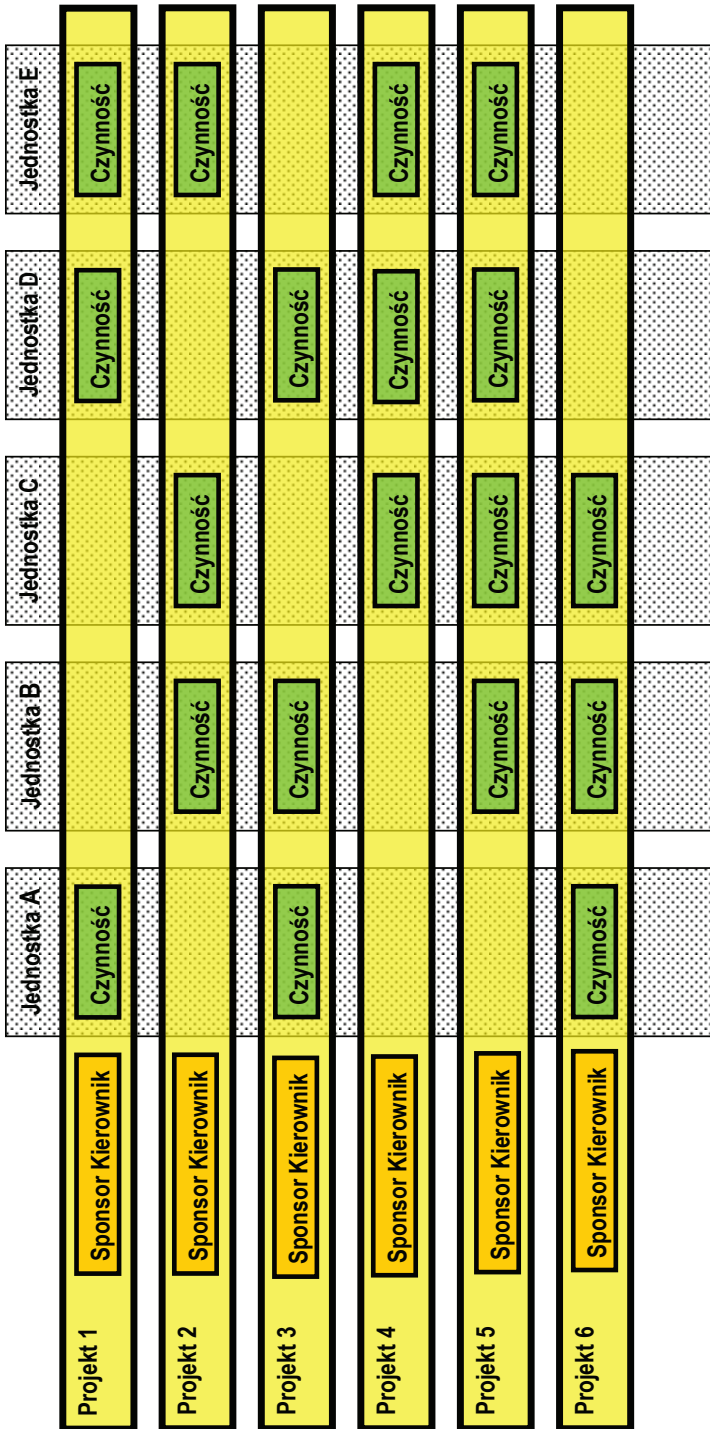 Jednostka A
Jednostka B
Jednostka C
Jednostka D
Jednostka E
Projekt 1
Sponsor Kierownik
Czynność
Czynność
Czynność
Projekt 2
Sponsor Kierownik
Czynność
Czynność
Czynność
Projekt 3
Sponsor Kierownik
Czynność
Czynność
Czynność
Projekt 4
Sponsor Kierownik
Czynność
Czynność
Czynność
Projekt 5
Sponsor Kierownik
Czynność
Czynność
Czynność
Czynność
Projekt 6
Sponsor Kierownik
Czynność
Czynność
Czynność